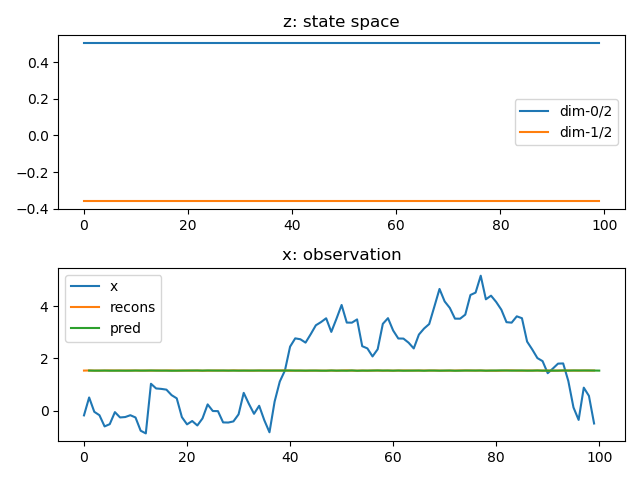 z: state space
0.4
0.2
0.0
−0.2
−0.4
dim-0/2
dim-1/2
0 20 40 60 80 100
x: observation
4
2
0
x
recons
pred
0 20 40 60 80 100